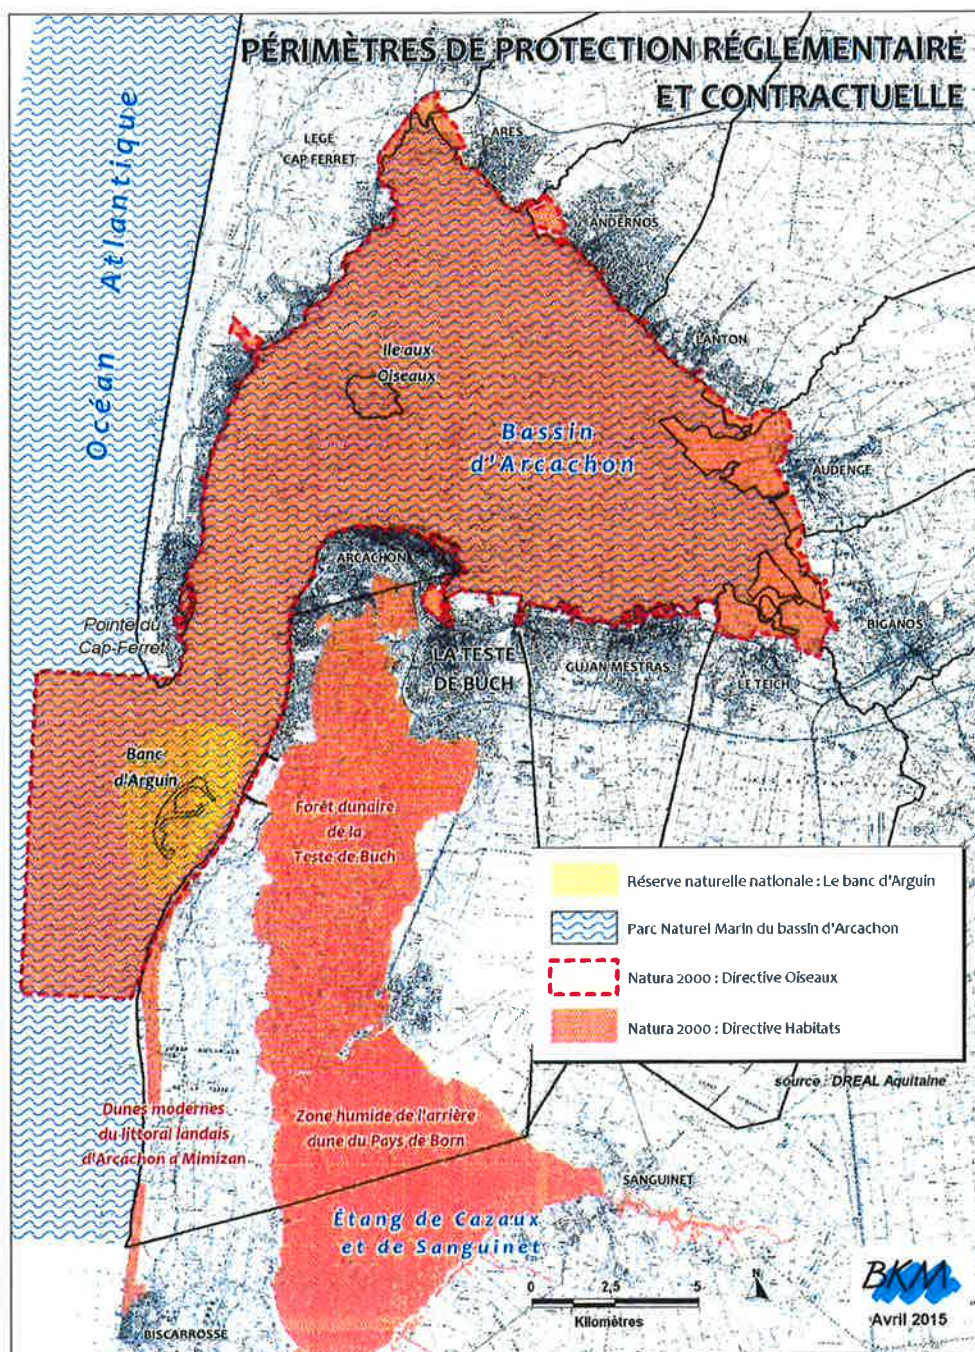 PÉRIMÈTRES DE PROTECTION RÉGLEMENTAIRE
ET CONTRACTUELLE
Océan Atlantique
LEGE
CAP FERRET
ARES
ANDERNOS
LANTON
Ile aux
Oiseaux
Bassin
d'Arcachon
AUDENGE
ARCACHON
Pointe du
Cap-Ferret
BIGANOS
LA TESTE
DE BUCH
GUJAN MESTRAS
LE TEICH
Banc
d'Arguin
Forêt dunaire
de la
Teste de Buch
Réserve naturelle nationale : Le banc d'Arguin
Parc Naturel Marin du bassin d'Arcachon
Natura 2000 : Directive Oiseaux
Natura 2000 : Directive Habitats
source : DREAL Aquitaine
Dunes modernes
du littoral landais
d'Arcachon a Mimizan
Zone humide de l'arrière
dune du Pays de Born
SANGUINET
Étang de Cazaux
et de Sanguinet
0 2,5 5
Kilomètres
N
BKM
Avril 2015
BISCARROSSE